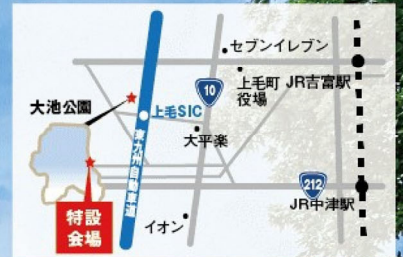 セブンイレブン
10
上毛町
役場
JR吉富駅
大池公園
上毛SIC
大平楽
東九州自動車道
212
JR中津駅
特設
会場
イオン